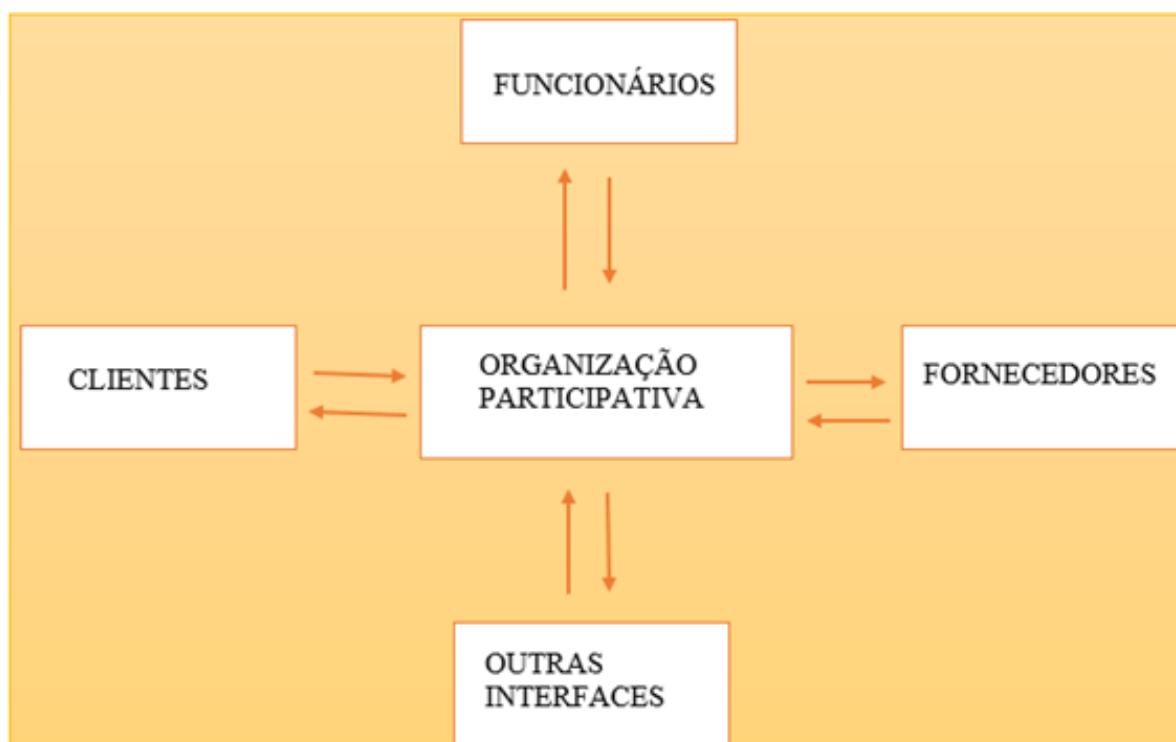 FUNCIONÁRIOS
CLIENTES
ORGANIZAÇÃO
PARTICIPATIVA
FORNECEDORES
OUTRAS
INTERFACES